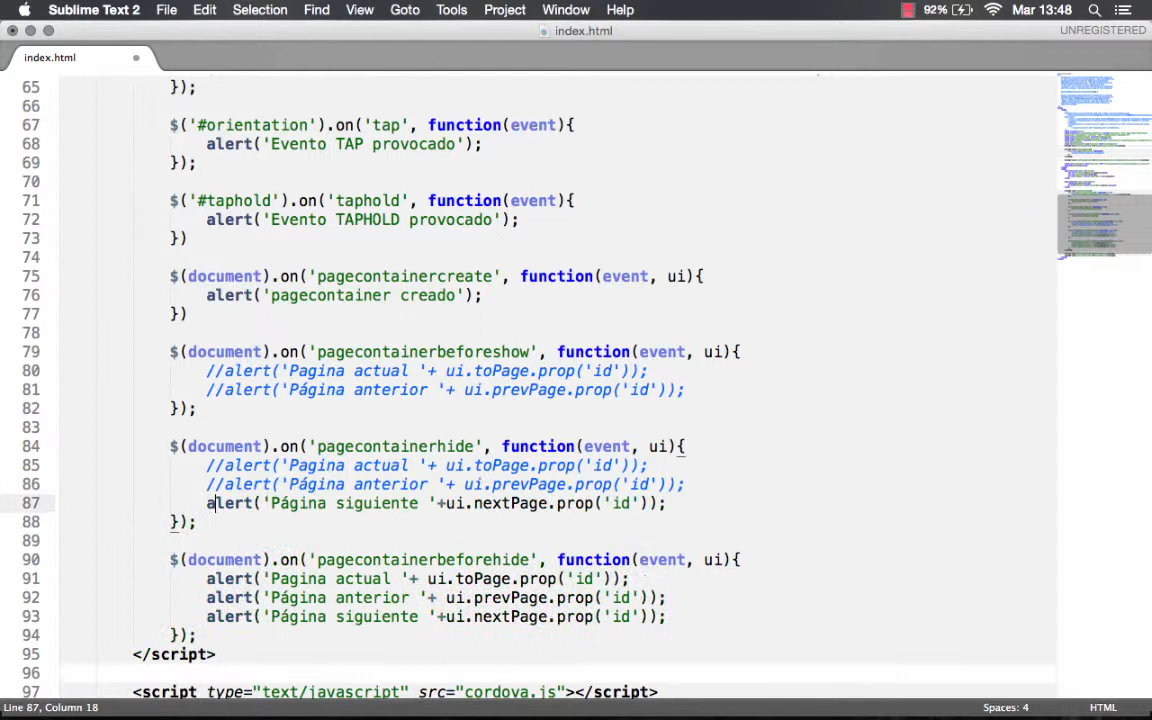 Sublime Text 2 File Edit Selection Find View Goto Tools Project Window Help 92% Mar 13:48
index.html UNREGISTERED
index.html
65 });
66
67 $('#orientation').on('tap', function(event){
68 alert('Evento TAP provocado');
69 });
70
71 $('#taphold').on('taphold', function(event){
72 alert('Evento TAPHOLD provocado');
73 })
74
75 $(document).on('pagecontainercreate', function(event, ui){
76 alert('pagecontainer creado');
77 })
78
79 $(document).on('pagecontainerbeforeshow', function(event, ui){
80 //alert('Pagina actual '+ ui.toPage.prop('id'));
81 //alert('Página anterior '+ ui.prevPage.prop('id'));
82 });
83
84 $(document).on('pagecontainerhide', function(event, ui){
85 //alert('Pagina actual '+ ui.toPage.prop('id'));
86 //alert('Página anterior '+ ui.prevPage.prop('id'));
87 alert('Página siguiente '+ui.nextPage.prop('id'));
88 });
89
90 $(document).on('pagecontainerbeforehide', function(event, ui){
91 alert('Pagina actual '+ ui.toPage.prop('id'));
92 alert('Página anterior '+ ui.prevPage.prop('id'));
93 alert('Página siguiente '+ui.nextPage.prop('id'));
94 });
95 </script>
96
97 <script type="text/javascript" src="cordova.js"></script>
Line 87, Column 18 Spaces: 4 HTML